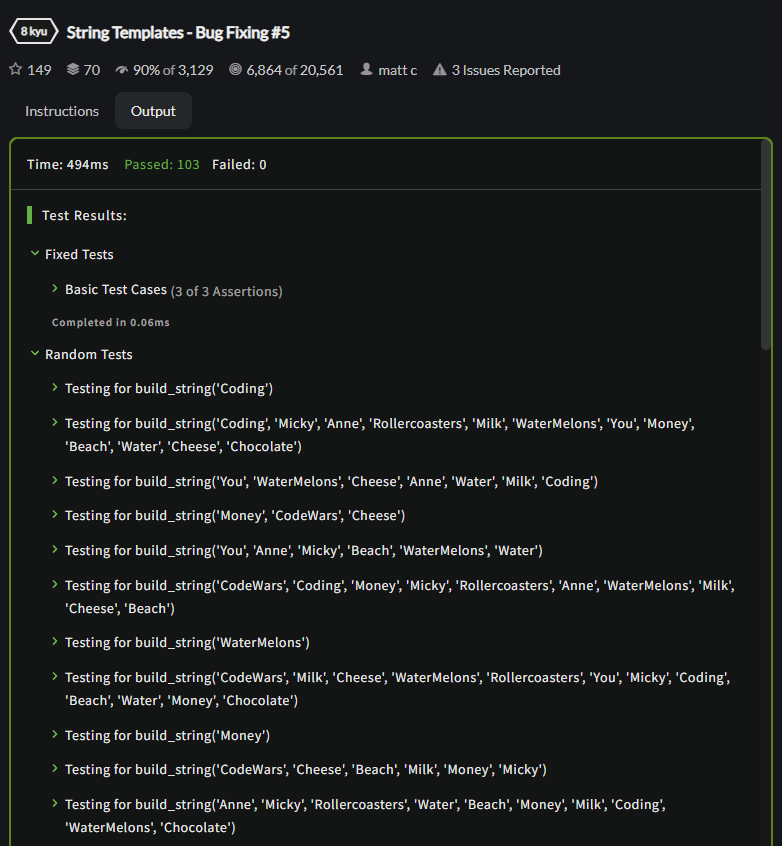 8 kyu String Templates - Bug Fixing #5
149 70 90% of 3,129 6,864 of 20,561 matt c 3 Issues Reported
Instructions Output
Time: 494ms Passed: 103 Failed: 0
Test Results:
Fixed Tests
Basic Test Cases (3 of 3 Assertions)
Completed in 0.06ms
Random Tests
Testing for build_string('Coding')
Testing for build_string('Coding', 'Micky', 'Anne', 'Rollercoasters', 'Milk', 'WaterMelons', 'You', 'Money',
'Beach', 'Water', 'Cheese', 'Chocolate')
Testing for build_string('You', 'WaterMelons', 'Cheese', 'Anne', 'Water', 'Milk', 'Coding')
Testing for build_string('Money', 'CodeWars', 'Cheese')
Testing for build_string('You', 'Anne', 'Micky', 'Beach', 'WaterMelons', 'Water')
Testing for build_string('CodeWars', 'Coding', 'Money', 'Micky', 'Rollercoasters', 'Anne', 'WaterMelons', 'Milk',
'Cheese', 'Beach')
Testing for build_string('WaterMelons')
Testing for build_string('CodeWars', 'Milk', 'Cheese', 'WaterMelons', 'Rollercoasters', 'You', 'Micky', 'Coding',
'Beach', 'Water', 'Money', 'Chocolate')
Testing for build_string('Money')
Testing for build_string('CodeWars', 'Cheese', 'Beach', 'Milk', 'Money', 'Micky')
Testing for build_string('Anne', 'Micky', 'Rollercoasters', 'Water', 'Beach', 'Money', 'Milk', 'Coding',
'WaterMelons', 'Chocolate')